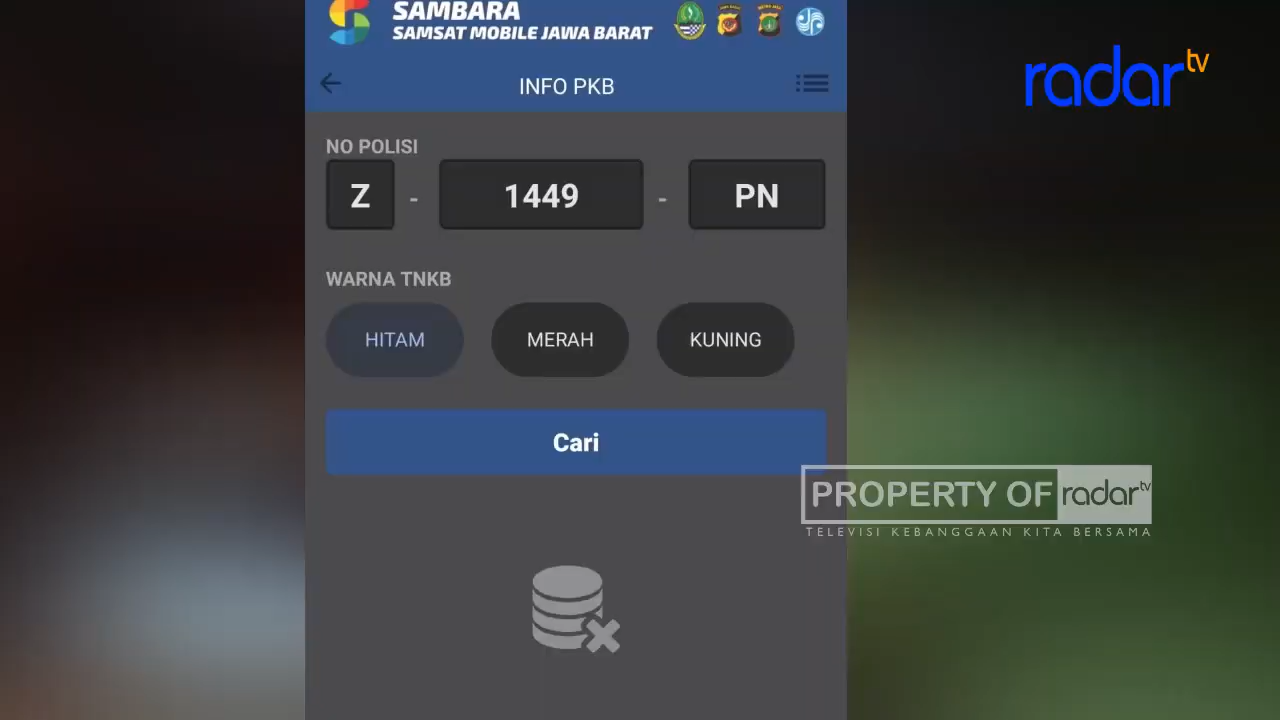 SAMBARA
SAMSAT MOBILE JAWA BARAT
radar tv
INFO PKB
NO POLISI
Z - 1449 - PN
WARNA TNKB
HITAM MERAH KUNING
Cari
PROPERTY OF radar tv
TELEVISI KEBANGGAAN KITA BERSAMA